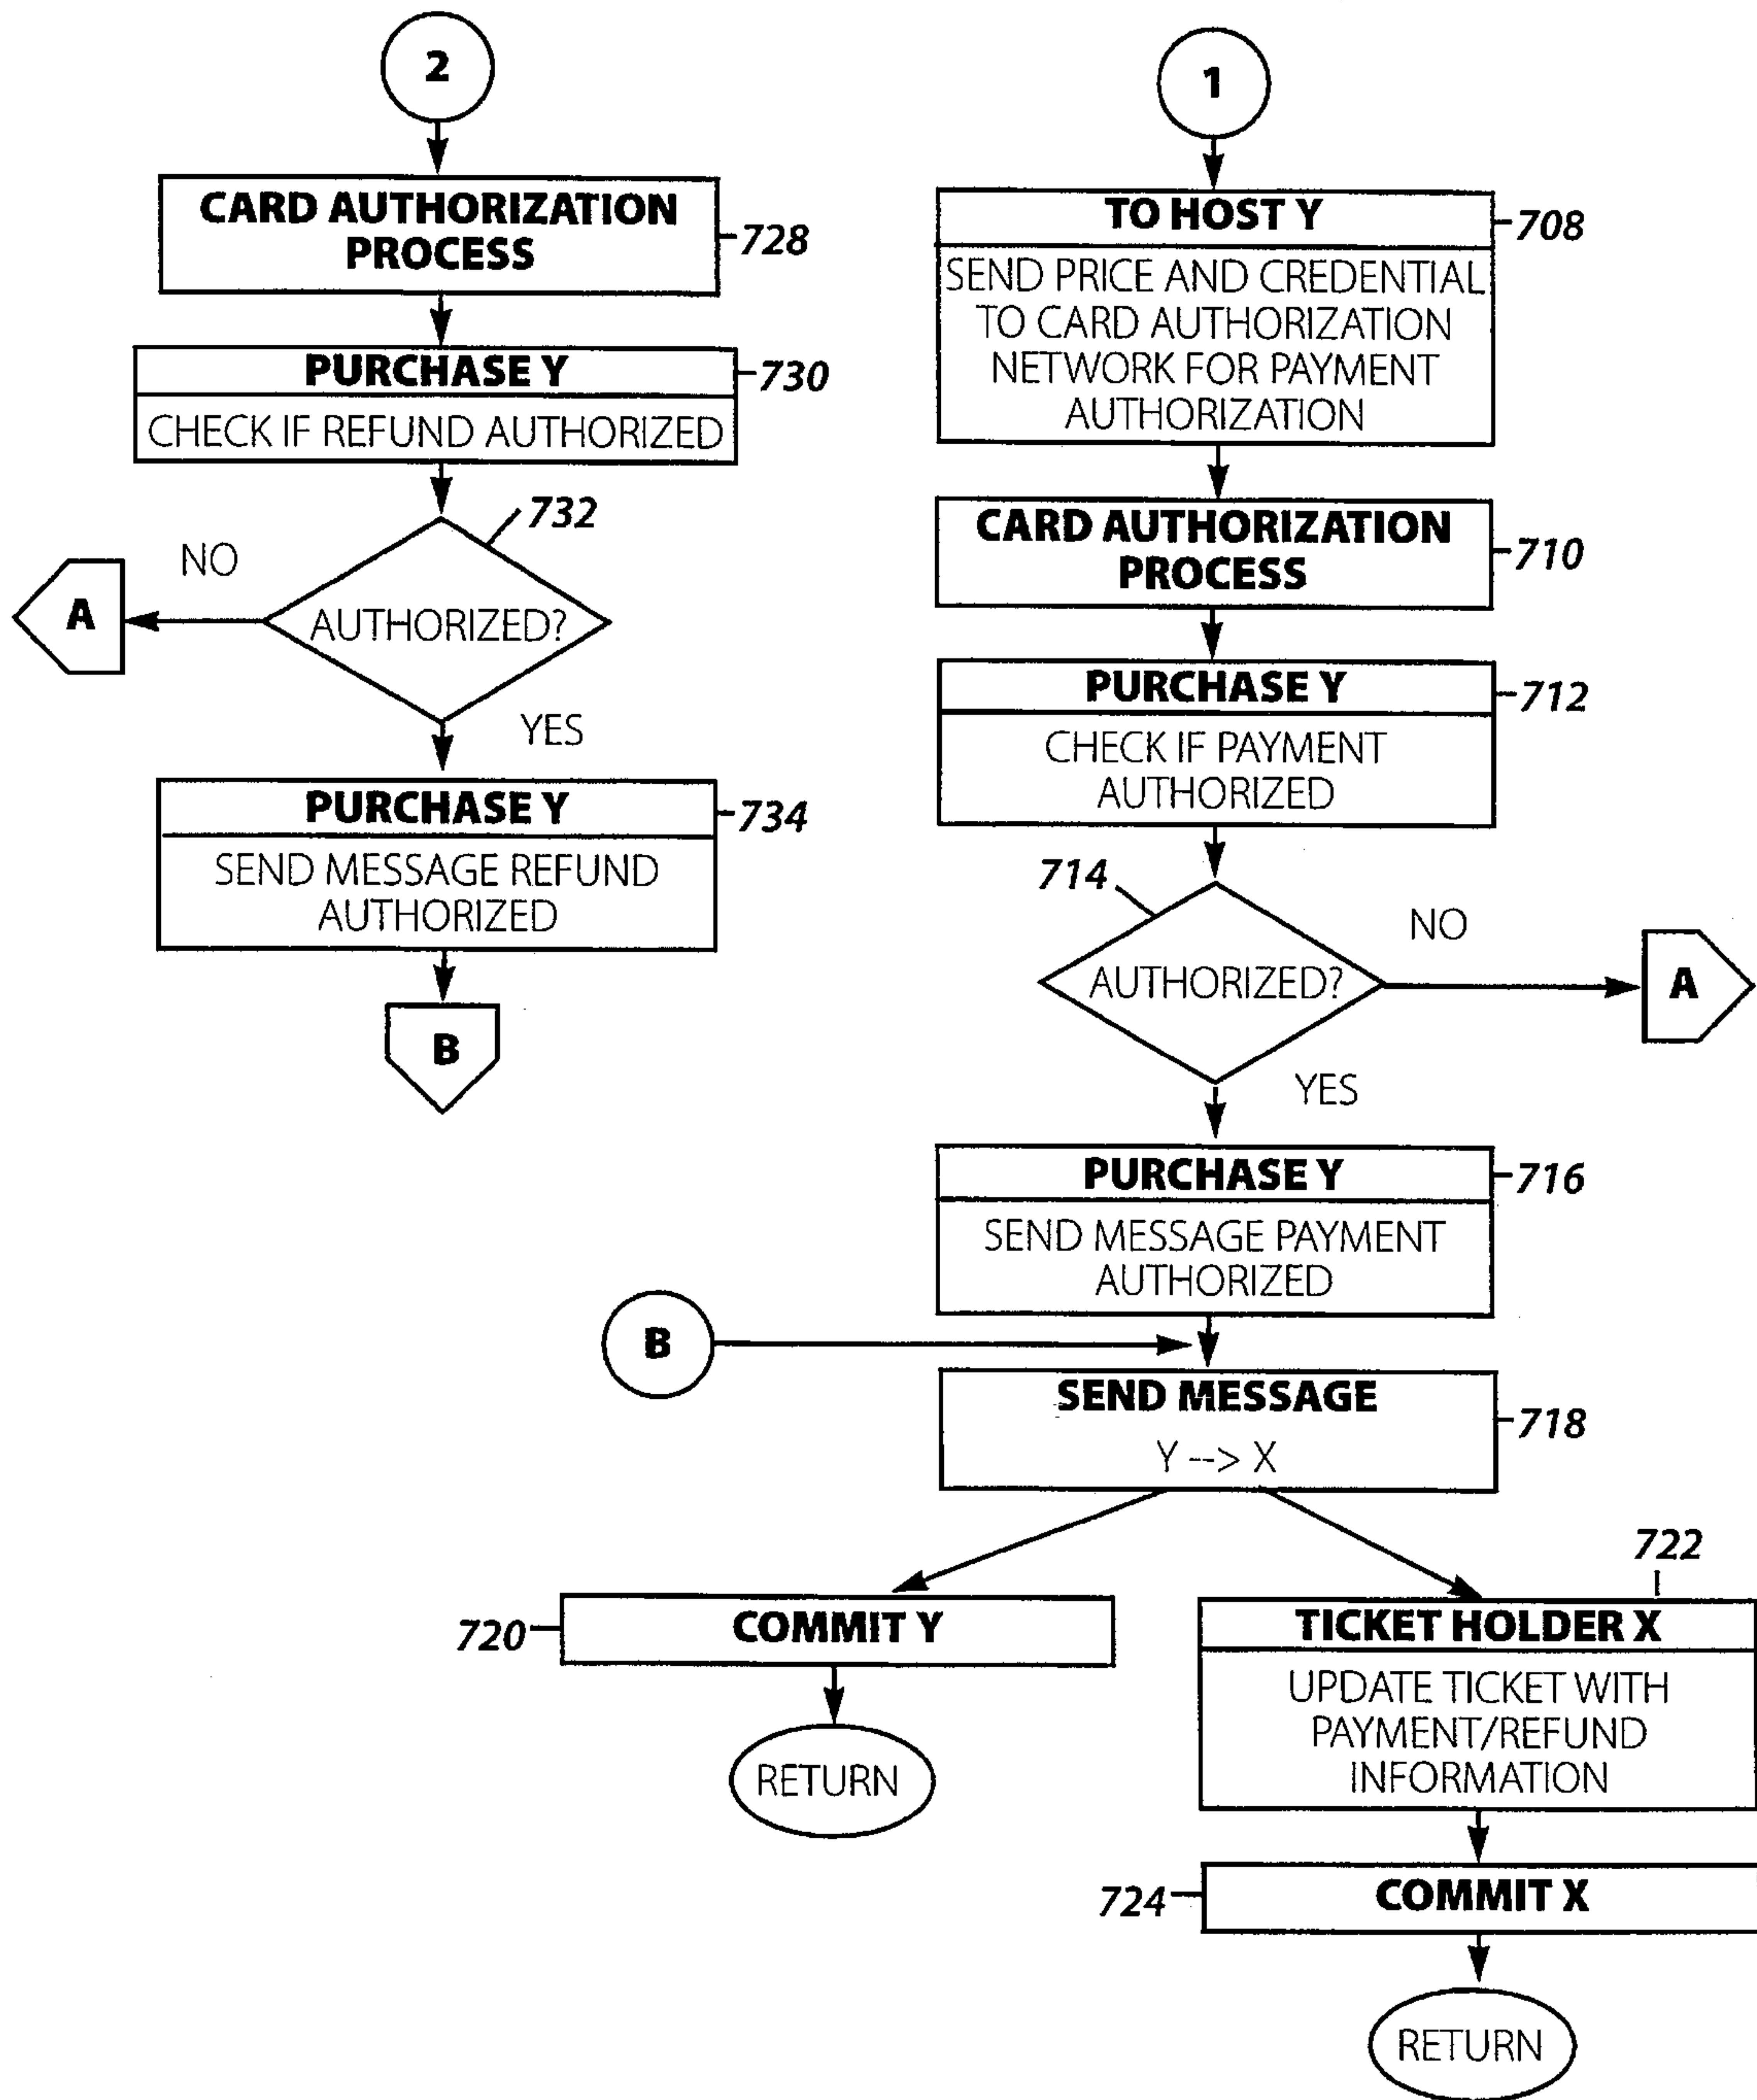 2
CARD AUTHORIZATION
PROCESS
728
PURCHASE Y
730
CHECK IF REFUND AUTHORIZED
732
NO
A
AUTHORIZED?
YES
PURCHASE Y
734
SEND MESSAGE REFUND
AUTHORIZED
B
1
TO HOST Y
708
SEND PRICE AND CREDENTIAL
TO CARD AUTHORIZATION
NETWORK FOR PAYMENT
AUTHORIZATION
CARD AUTHORIZATION
PROCESS
710
PURCHASE Y
712
CHECK IF PAYMENT
AUTHORIZED
714
NO
AUTHORIZED?
A
YES
PURCHASE Y
716
SEND MESSAGE PAYMENT
AUTHORIZED
B
SEND MESSAGE
718
Y --> X
720
COMMIT Y
RETURN
722
TICKET HOLDER X
UPDATE TICKET WITH
PAYMENT/REFUND
INFORMATION
724
COMMIT X
RETURN